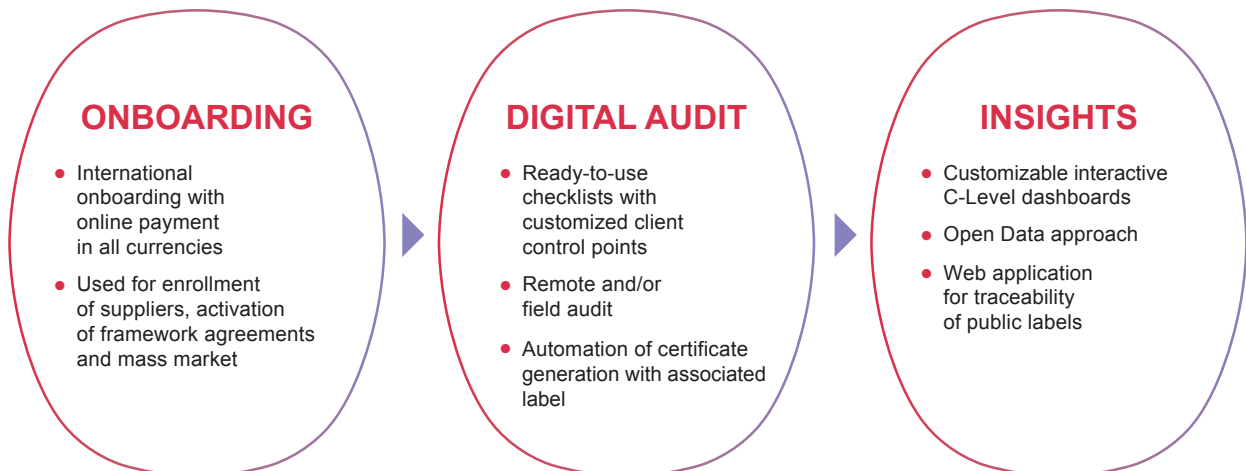 ONBOARDING
• International
onboarding with
online payment
in all currencies
• Used for enrollment
of suppliers, activation
of framework agreements
and mass market
DIGITAL AUDIT
• Ready-to-use
checklists with
customized client
control points
• Remote and/or
field audit
• Automation of certificate
generation with associated
label
INSIGHTS
• Customizable interactive
C-Level dashboards
• Open Data approach
• Web application
for traceability
of public labels